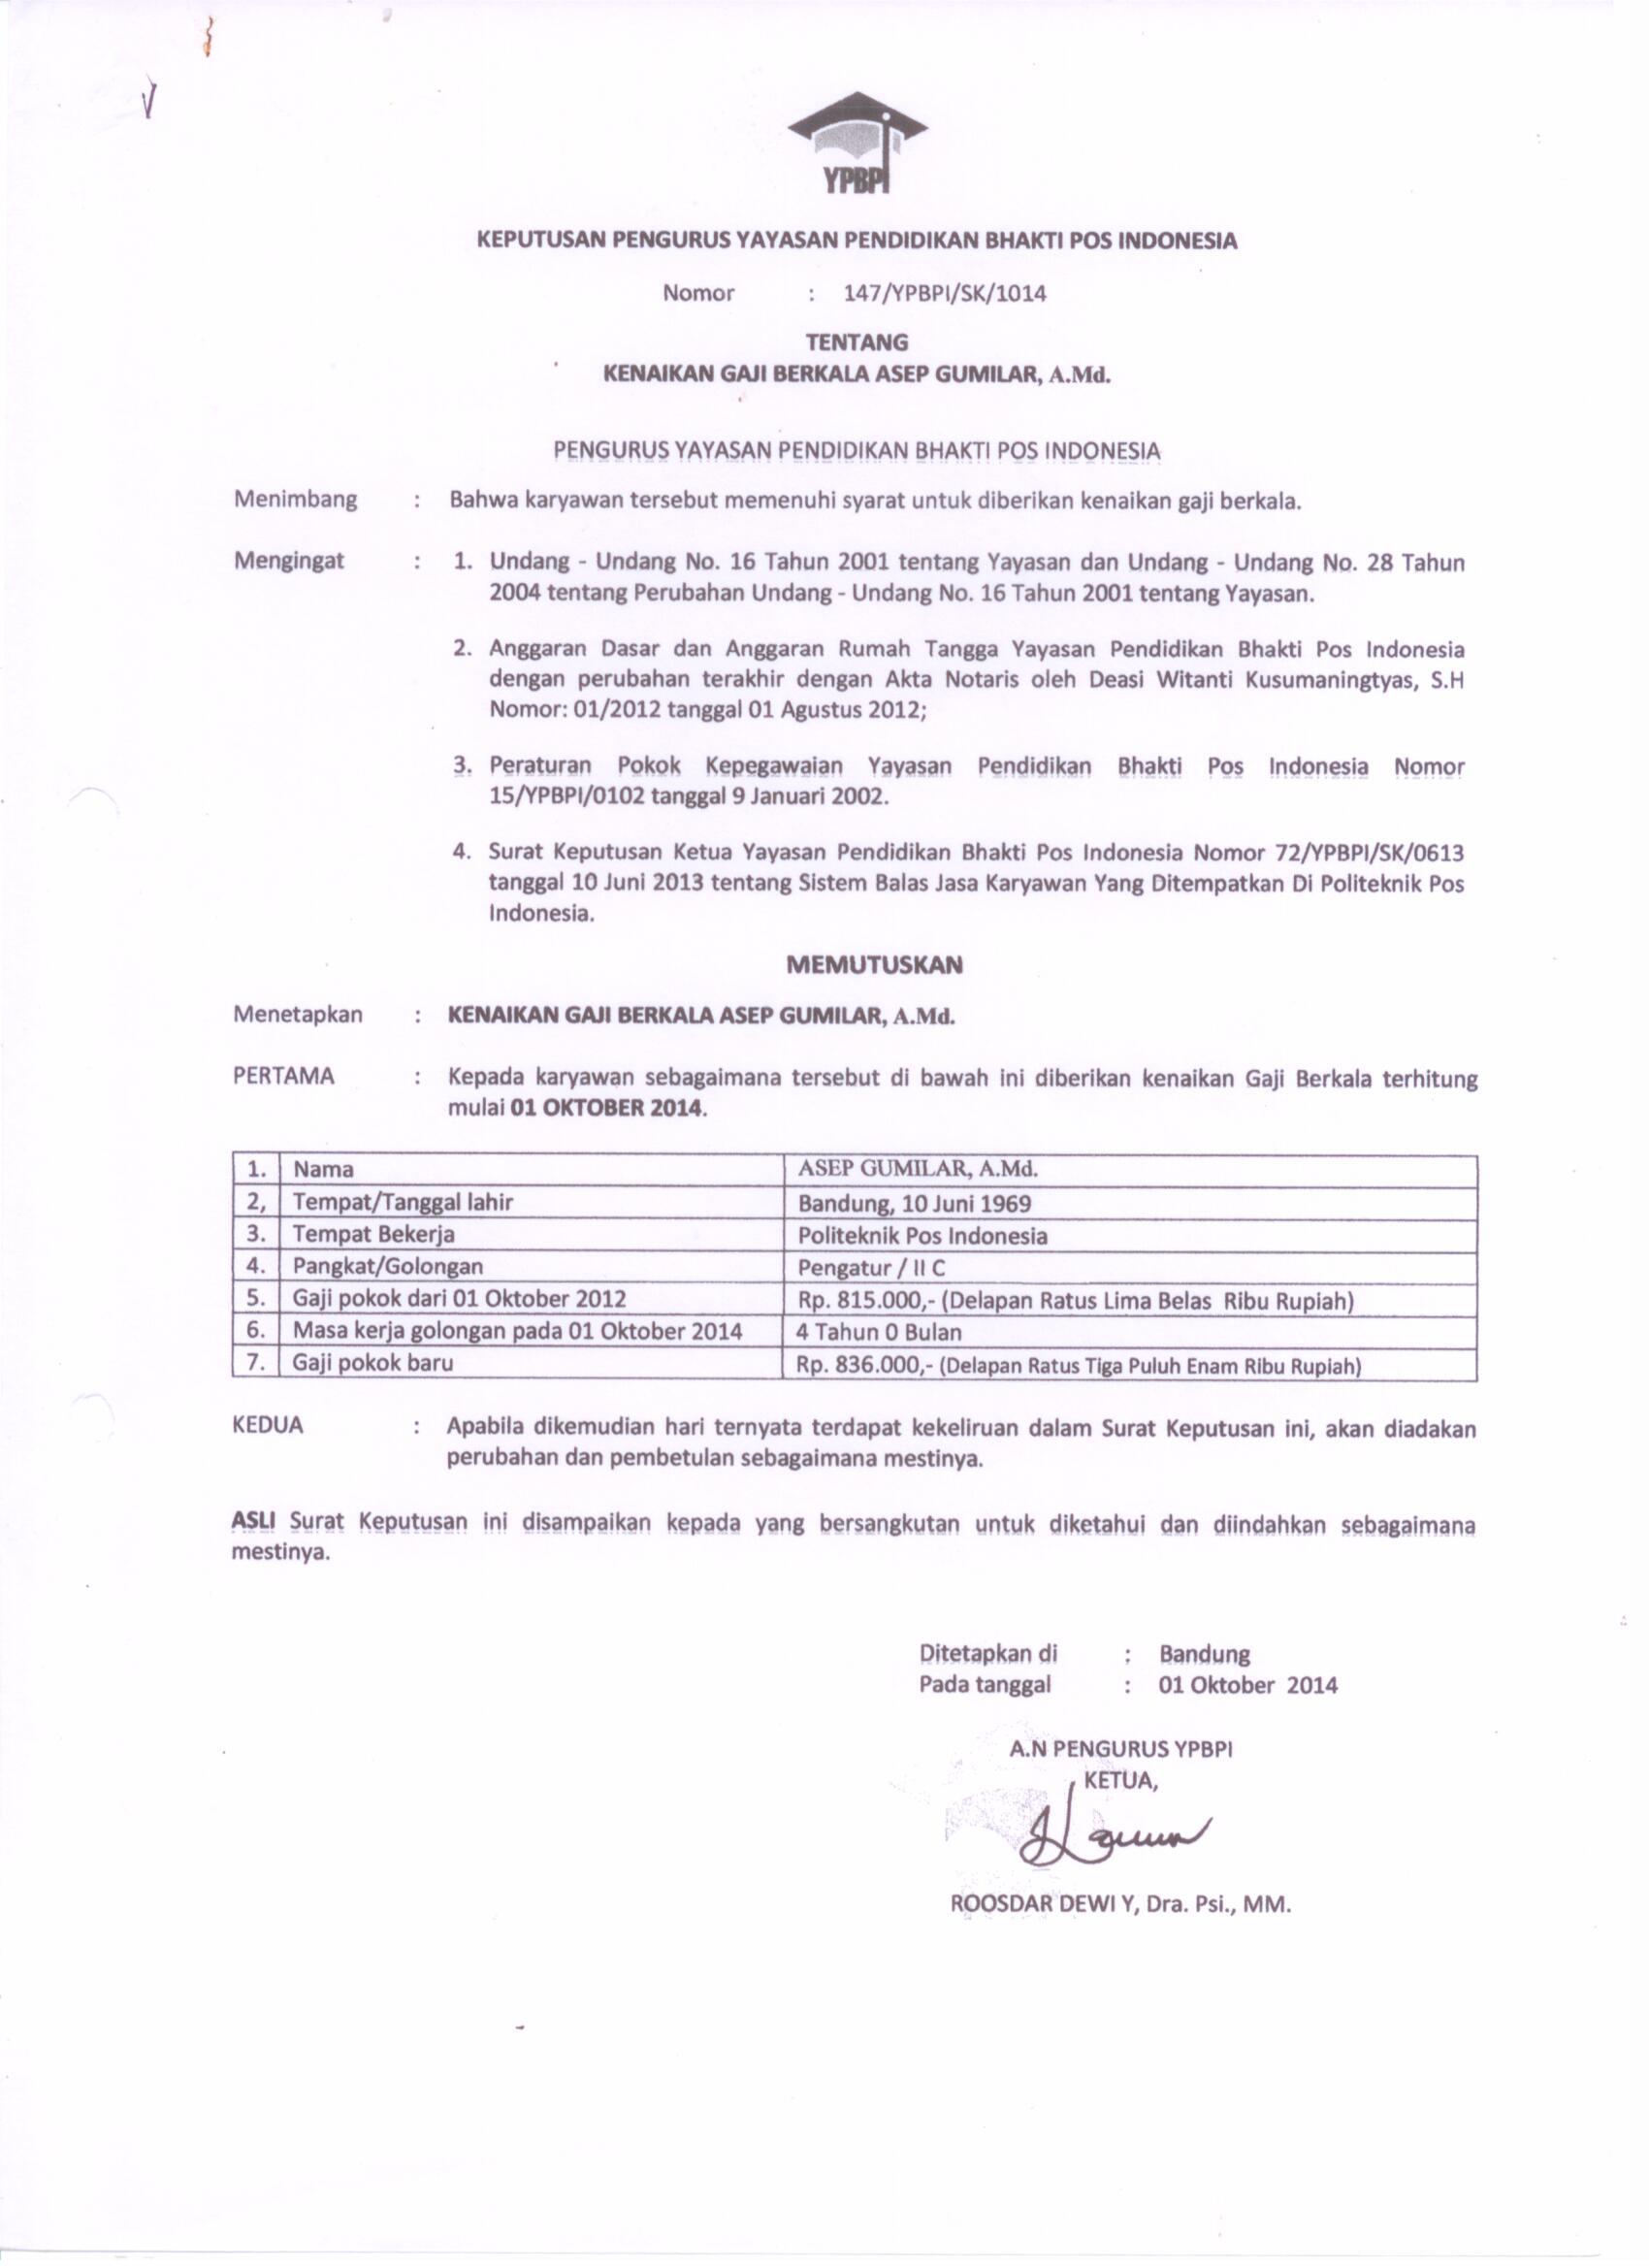 YPBPI
KEPUTUSAN PENGURUS YAYASAN PENDIDIKAN BHAKTI POS INDONESIA
Nomor : 147/YPBPI/SK/1014
TENTANG
KENAIKAN GAJI BERKALA ASEP GUMILAR, A.Md.
PENGURUS YAYASAN PENDIDIKAN BHAKTI POS INDONESIA
Menimbang : Bahwa karyawan tersebut memenuhi syarat untuk diberikan kenaikan gaji berkala.
Mengingat : 1. Undang - Undang No. 16 Tahun 2001 tentang Yayasan dan Undang - Undang No. 28 Tahun
2004 tentang Perubahan Undang - Undang No. 16 Tahun 2001 tentang Yayasan.
2. Anggaran Dasar dan Anggaran Rumah Tangga Yayasan Pendidikan Bhakti Pos Indonesia
dengan perubahan terakhir dengan Akta Notaris oleh Deasi Witanti Kusumaningtyas, S.H
Nomor: 01/2012 tanggal 01 Agustus 2012;
3. Peraturan Pokok Kepegawaian Yayasan Pendidikan Bhakti Pos Indonesia Nomor
15/YPBPI/0102 tanggal 9 Januari 2002.
4. Surat Keputusan Ketua Yayasan Pendidikan Bhakti Pos Indonesia Nomor 72/YPBPI/SK/0613
tanggal 10 Juni 2013 tentang Sistem Balas Jasa Karyawan Yang Ditempatkan Di Politeknik Pos
Indonesia.
MEMUTUSKAN
Menetapkan : KENAIKAN GAJI BERKALA ASEP GUMILAR, A.Md.
PERTAMA : Kepada karyawan sebagaimana tersebut di bawah ini diberikan kenaikan Gaji Berkala terhitung
mulai 01 OKTOBER 2014.
1. Nama ASEP GUMILAR, A.Md.
2, Tempat/Tanggal lahir Bandung, 10 Juni 1969
3. Tempat Bekerja Politeknik Pos Indonesia
4. Pangkat/Golongan Pengatur / II C
5. Gaji pokok dari 01 Oktober 2012 Rp. 815.000,- (Delapan Ratus Lima Belas Ribu Rupiah)
6. Masa kerja golongan pada 01 Oktober 2014 4 Tahun 0 Bulan
7. Gaji pokok baru Rp. 836.000,- (Delapan Ratus Tiga Puluh Enam Ribu Rupiah)
KEDUA : Apabila dikemudian hari ternyata terdapat kekeliruan dalam Surat Keputusan ini, akan diadakan
perubahan dan pembetulan sebagaimana mestinya.
ASLI Surat Keputusan ini disampaikan kepada yang bersangkutan untuk diketahui dan diindahkan sebagaimana
mestinya.
Ditetapkan di : Bandung
Pada tanggal : 01 Oktober 2014
A.N PENGURUS YPBPI
KETUA,
ROOSDAR DEWI Y, Dra. Psi., MM.